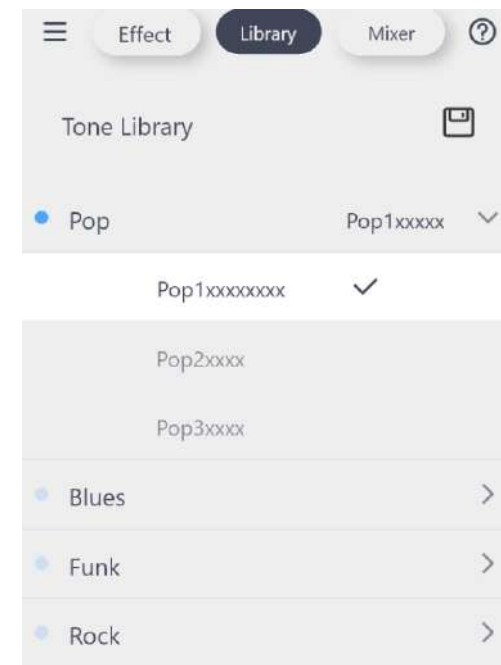 Effect Library Mixer ?
Tone Library
Pop Pop1xxxxx
Pop1xxxxxxxx
Pop2xxxx
Pop3xxxx
Blues
Funk
Rock